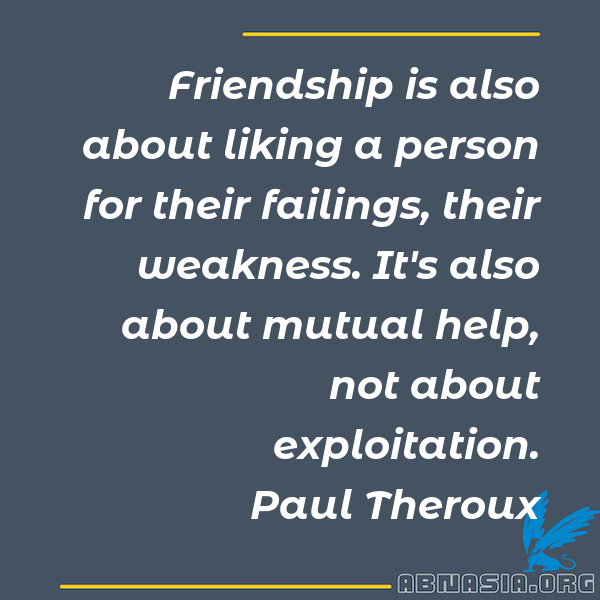 Friendship is also
about liking a person
for their failings, their
weakness. It's also
about mutual help,
not about
exploitation.
Paul Theroux
ABNASIA.ORG